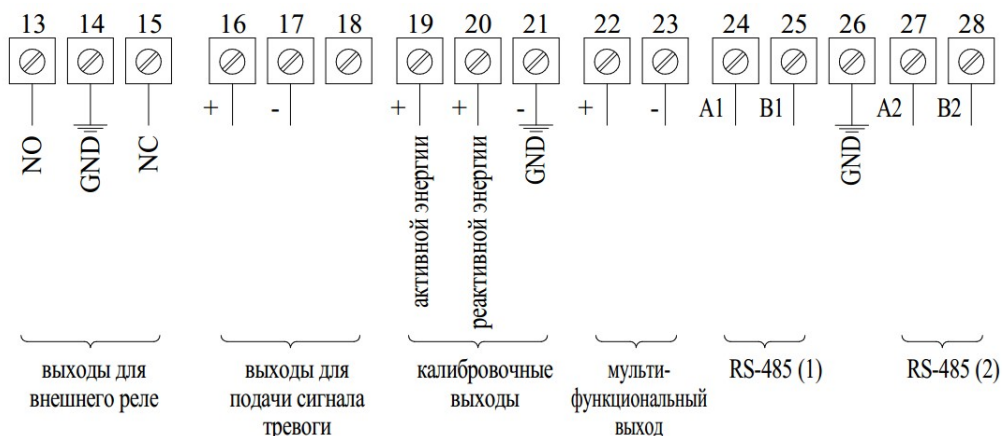 13 14 15 16 17 18 19 20 21 22 23 24 25 26 27 28
+ - + + - + - A1 B1 A2 B2
NO GND NC активной энергии реактивной энергии GND GND
выходы для
внешнего реле
выходы для
подачи сигнала
тревоги
калибровочные
выходы
мульти-
функциональный
выход
RS-485 (1)
RS-485 (2)